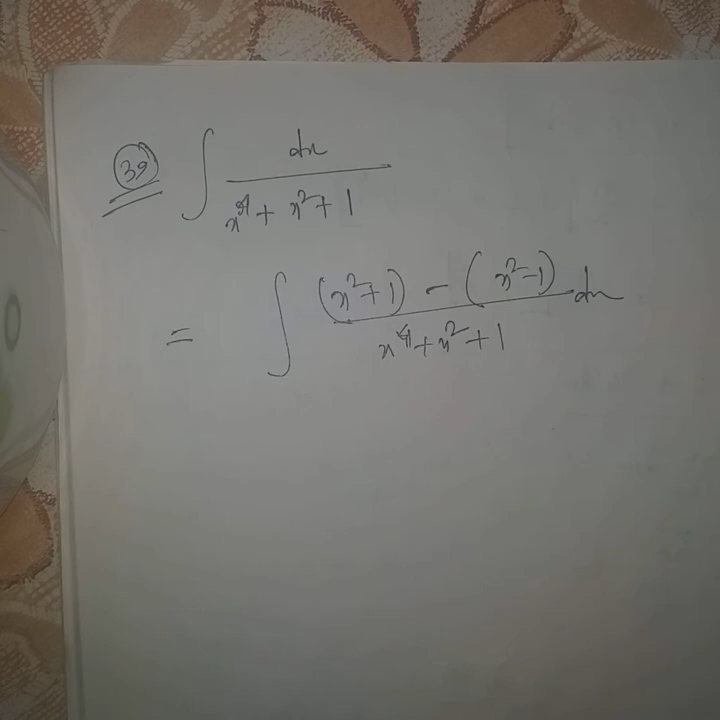 (39) ∫ dx / (x⁴ + x² + 1)
= ∫ ((x² + 1) - (x² - 1)) / (x⁴ + x² + 1) dx